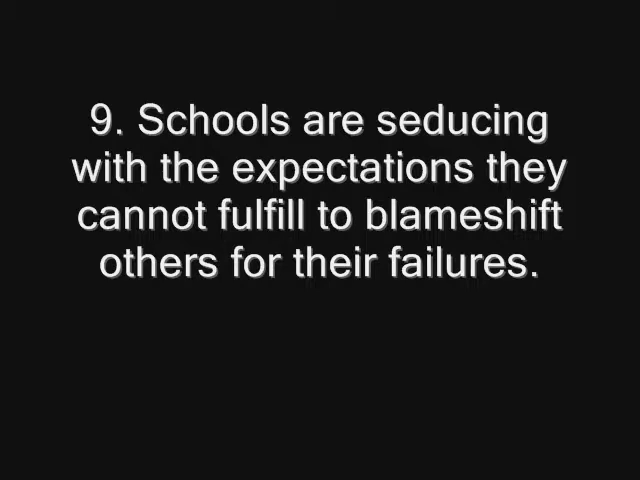 9. Schools are seducing
with the expectations they
cannot fulfill to blameshift
others for their failures.